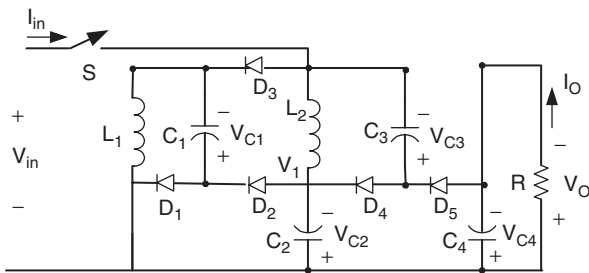 I_in
S
D_3
I_O
+
L_1
C_1
−
V_C1
+
L_2
C_3
−
V_C3
+
−
V_in
V_1
R
V_O
D_1
D_2
D_4
D_5
−
−
C_2
−
V_C2
+
C_4
−
V_C4
+
+